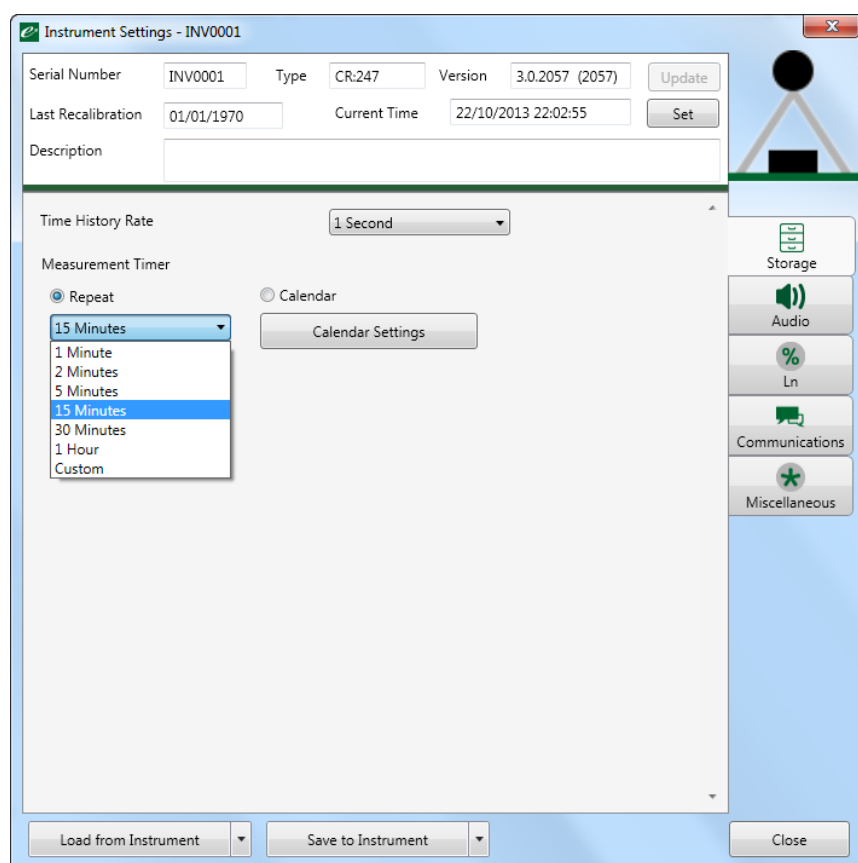 Instrument Settings - INV0001
Serial Number INV0001 Type CR:247 Version 3.0.2057 (2057) Update
Last Recalibration 01/01/1970 Current Time 22/10/2013 22:02:55 Set
Description
Time History Rate 1 Second
Measurement Timer
Repeat Calendar
15 Minutes Calendar Settings
1 Minute
2 Minutes
5 Minutes
15 Minutes
30 Minutes
1 Hour
Custom
Storage
Audio
%
Ln
Communications
Miscellaneous
Load from Instrument Save to Instrument Close